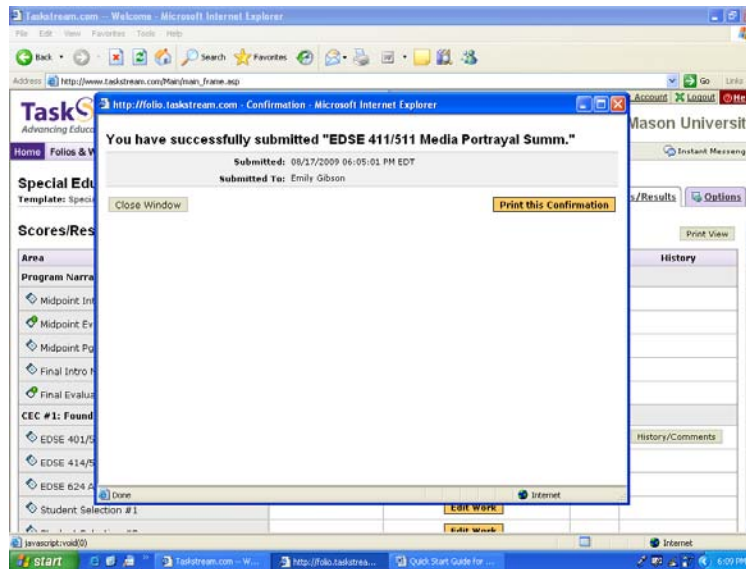 Taskstream.com -- Welcome - Microsoft Internet Explorer
File Edit View Favorites Tools Help
Back Search Favorites
Address http://www.taskstream.com/Main/main_frame.asp Go Links
Account Logout
Task
Advancing Educa
Mason Universit
Home Folios & W
Instant Messeng
http://folio.taskstream.com - Confirmation - Microsoft Internet Explorer
You have successfully submitted "EDSE 411/511 Media Portrayal Summ."
Submitted: 08/17/2009 06:05:01 PM EDT
Submitted To: Emily Gibson
Close Window Print this Confirmation
Special Edu
Template: Speci
s/Results Options
Scores/Res
Print View
Area History
Program Narra
Midpoint Int
Midpoint Ev
Midpoint Po
Final Intro
Final Evalua
CEC #1: Found
EDSE 401/5 History/Comments
EDSE 414/5
EDSE 624 A
Done Internet
Student Selection #1 Edit Work
Edit Work
javascript:void(0) Internet
start Taskstream.com -- W... http://folio.taskstrea... Quick Start Guide for ... 6:09 PM